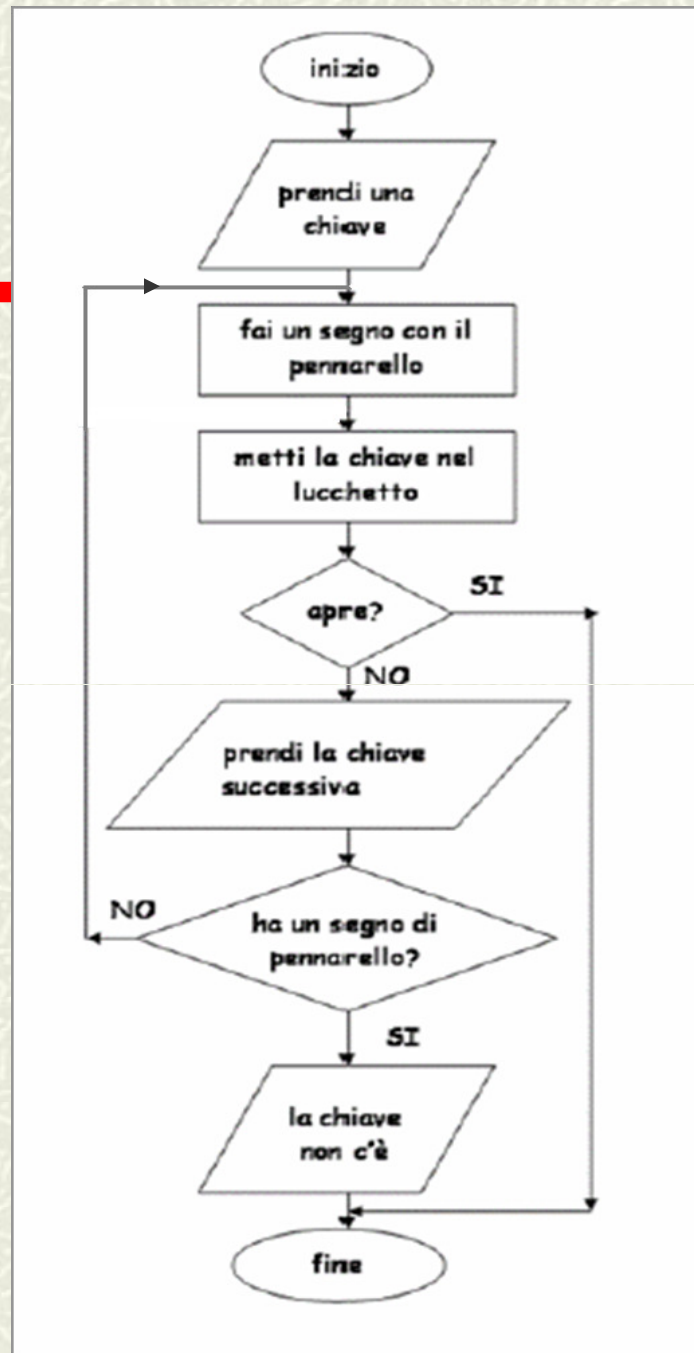 inizio
prendi una
chiave
fai un segno con il
pennarello
metti la chiave nel
lucchetto
apre?
SI
NO
prendi la chiave
successiva
NO
ha un segno di
pennarello?
SI
la chiave
non c'è
fine